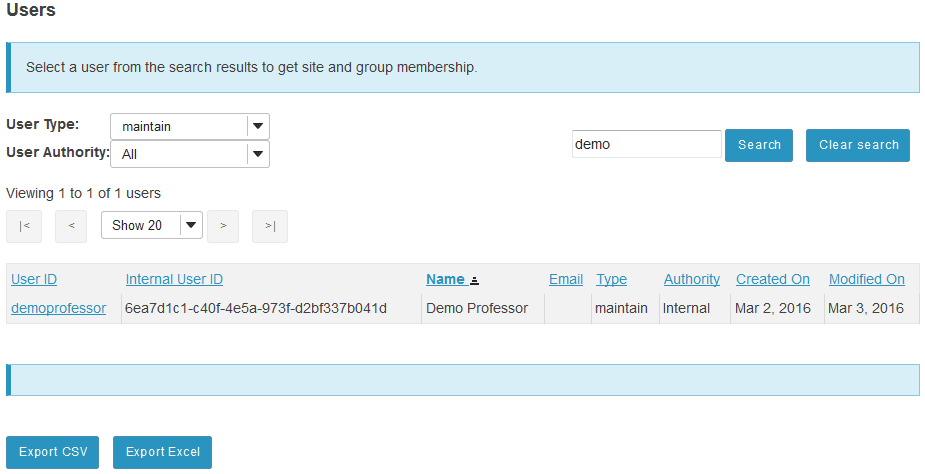 Users
Select a user from the search results to get site and group membership.
User Type: maintain
User Authority: All
demo Search Clear search
Viewing 1 to 1 of 1 users
|< < Show 20 > >|
User ID Internal User ID Name Email Type Authority Created On Modified On
demoprofessor 6ea7d1c1-c40f-4e5a-973f-d2bf337b041d Demo Professor maintain Internal Mar 2, 2016 Mar 3, 2016
Export CSV Export Excel